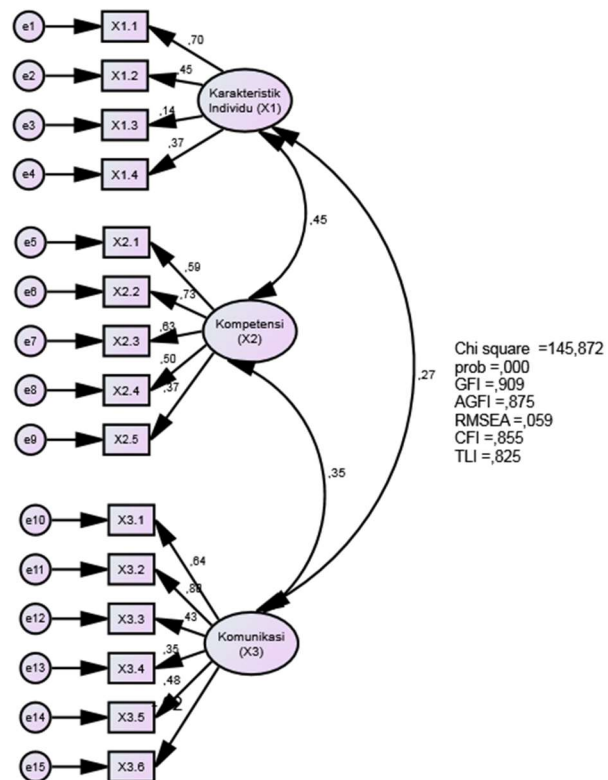 e1
X1.1
,70
e2
X1.2
,45
e3
X1.3
,14
e4
X1.4
,37
Karakteristik
Individu (X1)
,45
e5
X2.1
,59
e6
X2.2
,73
e7
X2.3
,63
e8
X2.4
,50
e9
X2.5
,37
Kompetensi
(X2)
,27
Chi square =145,872
prob =,000
GFI =,909
AGFI =,875
RMSEA =,059
CFI =,855
TLI =,825
,35
e10
X3.1
,64
e11
X3.2
e12
X3.3
,43
e13
X3.4
,35
e14
X3.5
,48
e15
X3.6
Komunikasi
(X3)